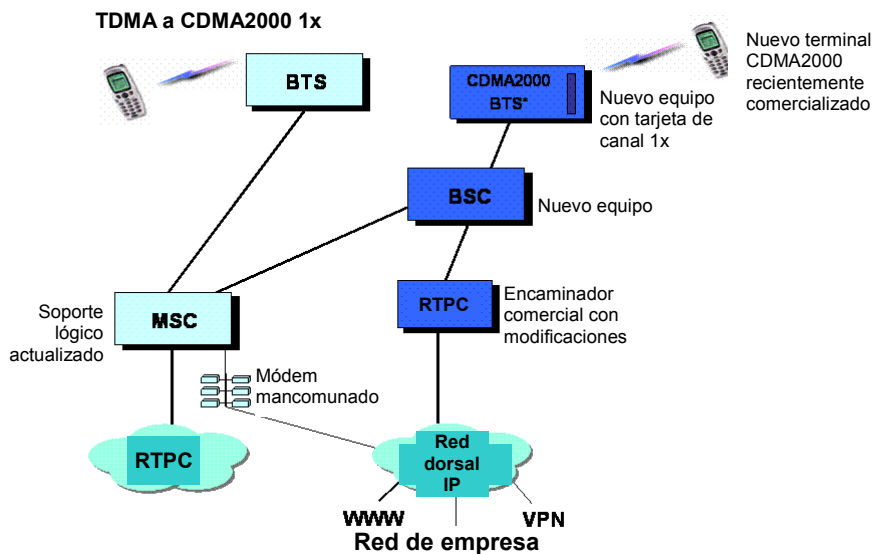 TDMA a CDMA2000 1x
BTS
CDMA2000
BTS*
Nuevo equipo
con tarjeta de
canal 1x
Nuevo terminal
CDMA2000
recientemente
comercializado
BSC
Nuevo equipo
Soporte
lógico
actualizado
MSC
RTPC
Encaminador
comercial con
modificaciones
Módem
mancomunado
RTPC
Red
dorsal
IP
WWW
VPN
Red de empresa